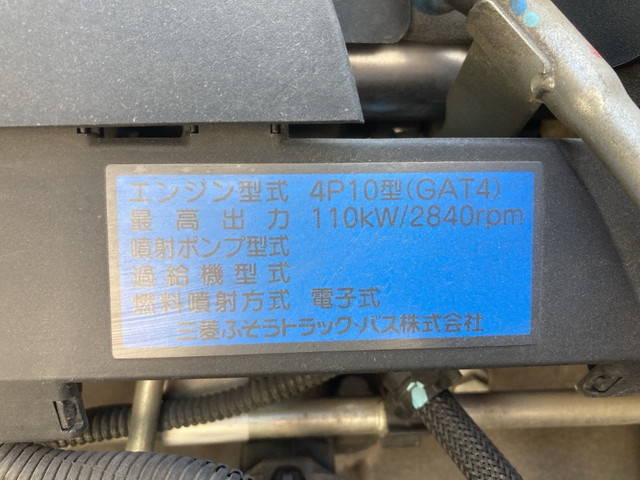 エンジン型式 4P10型(GAT4)
最高出力 110kW/2840rpm
噴射ポンプ型式
過給機型式
燃料噴射方式 電子式
三菱ふそうトラック・バス株式会社